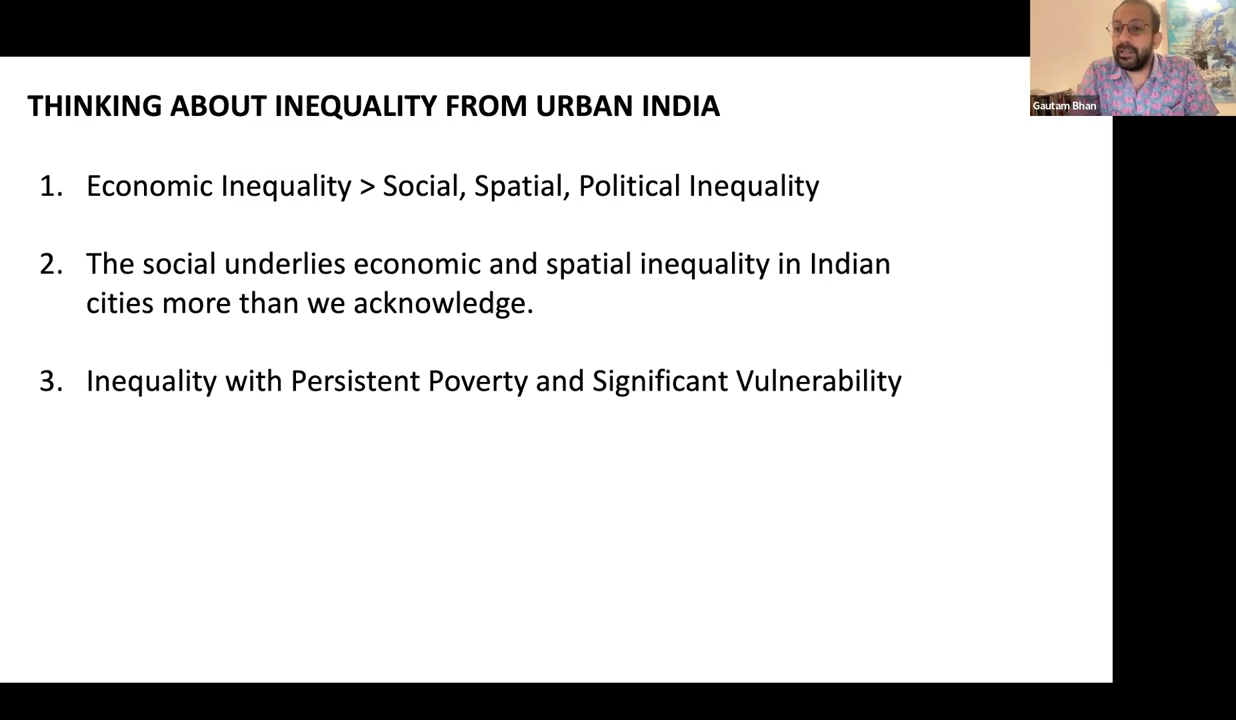 THINKING ABOUT INEQUALITY FROM URBAN INDIA
1. Economic Inequality > Social, Spatial, Political Inequality
2. The social underlies economic and spatial inequality in Indian
cities more than we acknowledge.
3. Inequality with Persistent Poverty and Significant Vulnerability
Gautam Bhan